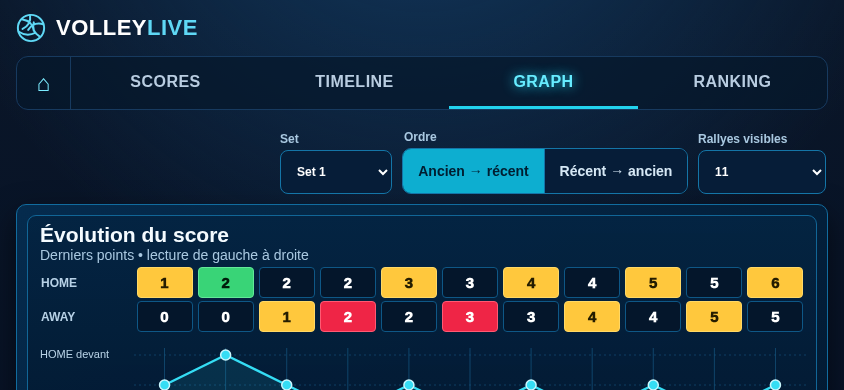 VOLLEYLIVE
SCORES TIMELINE GRAPH RANKING
Set Ordre Rallyes visibles
Set 1 Ancien → récent Récent → ancien 11
Évolution du score
Derniers points • lecture de gauche à droite
HOME 1 2 2 2 3 3 4 4 5 5 6
AWAY 0 0 1 2 2 3 3 4 4 5 5
HOME devant